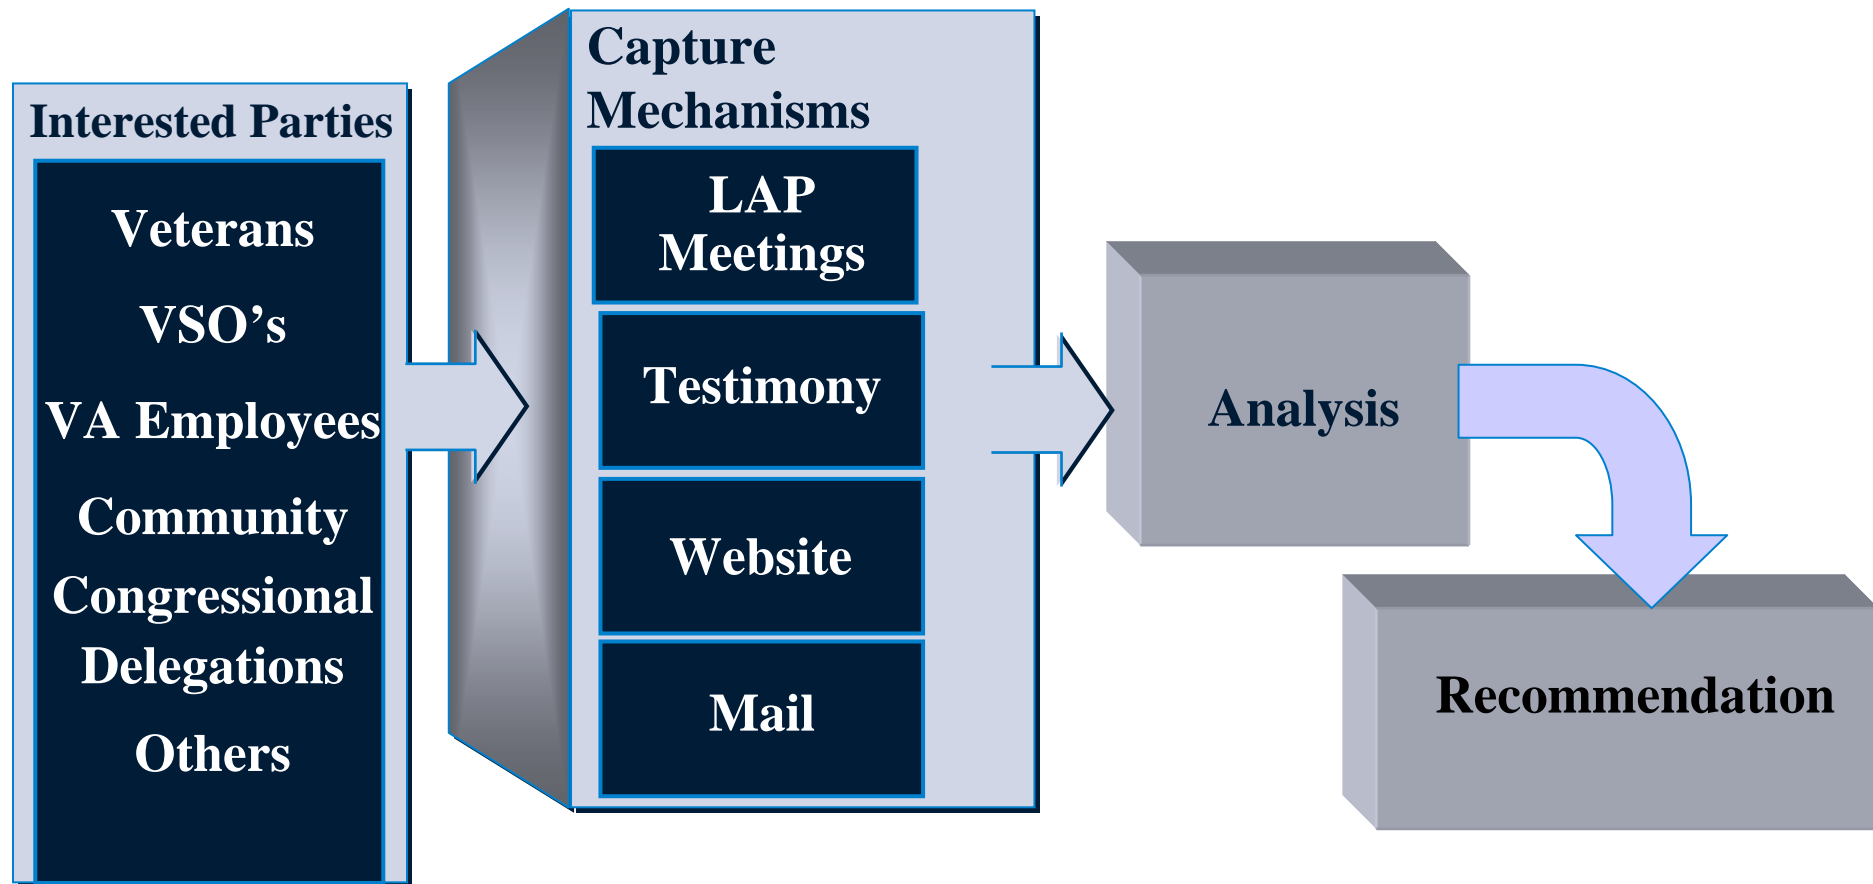 Interested Parties
Veterans
VSO’s
VA Employees
Community
Congressional
Delegations
Others
Capture
Mechanisms
LAP
Meetings
Testimony
Website
Mail
Analysis
Recommendation